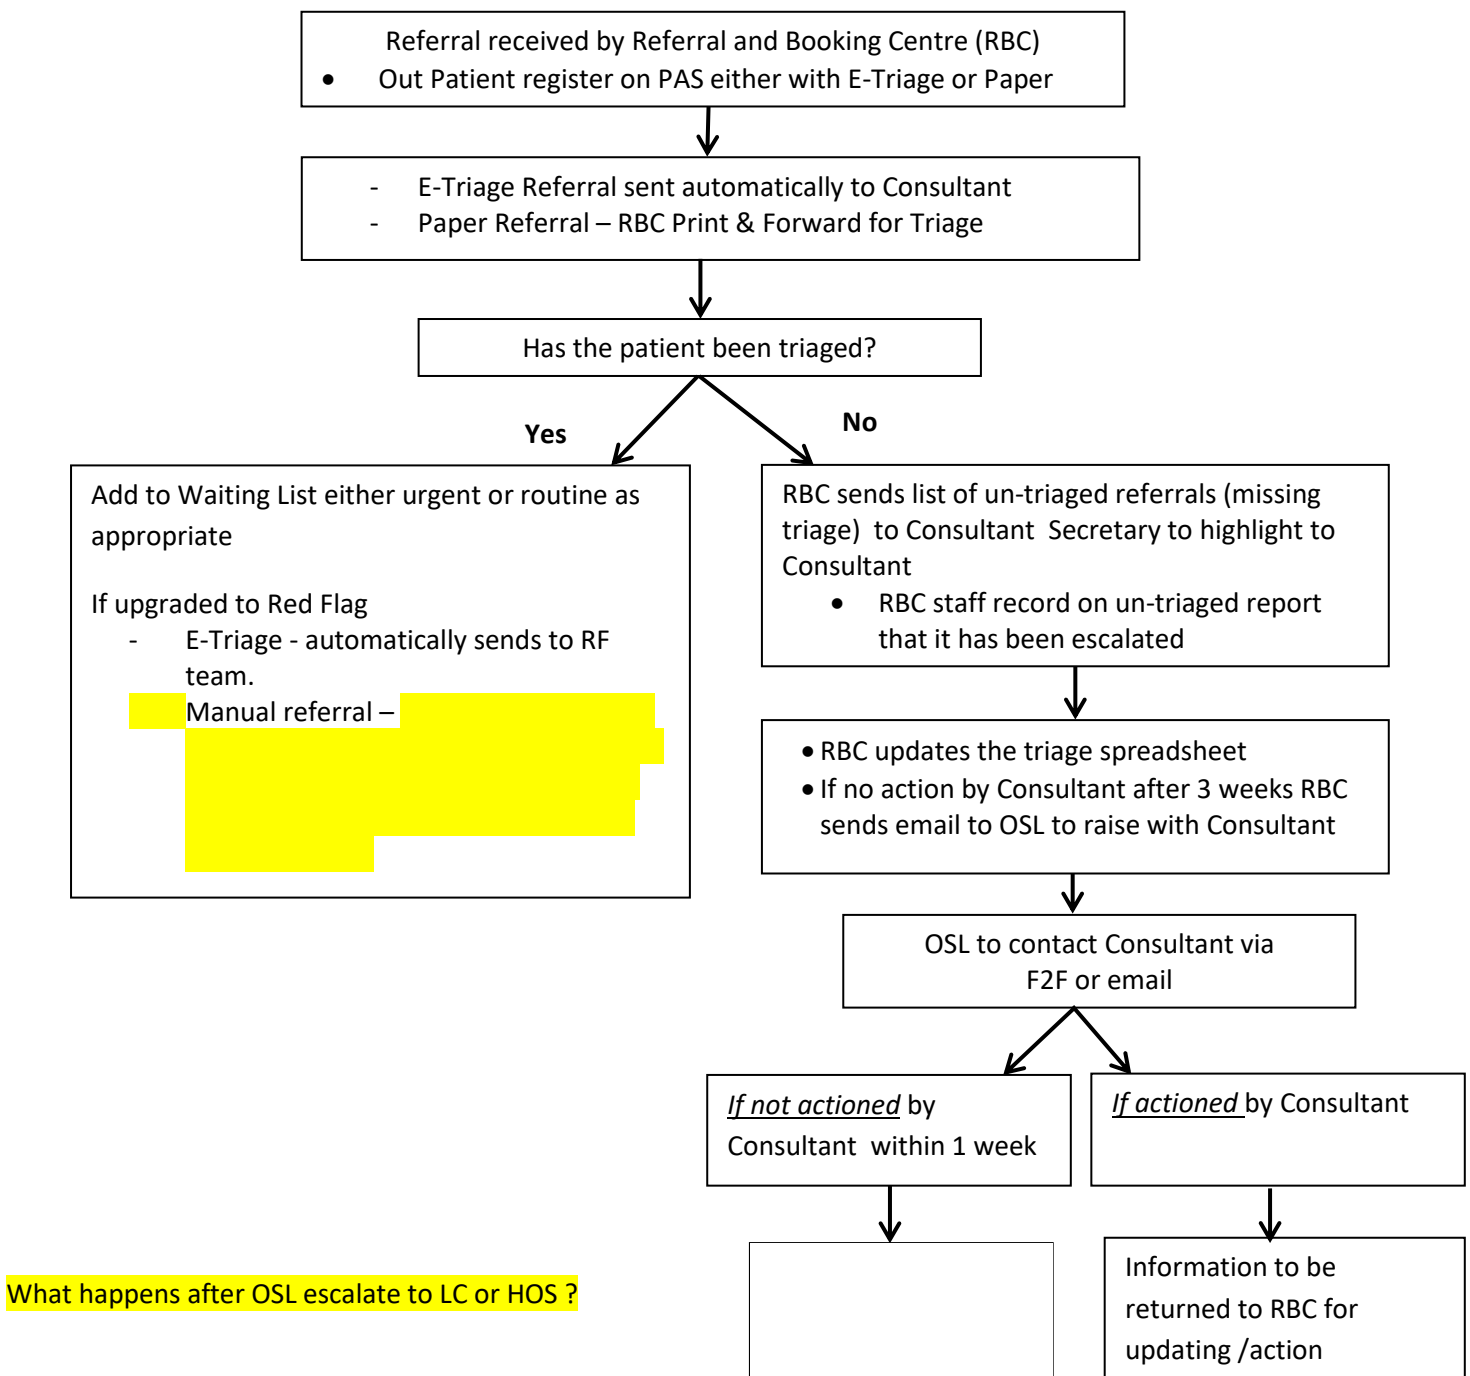 Referral received by Referral and Booking Centre (RBC)
• Out Patient register on PAS either with E-Triage or Paper
- E-Triage Referral sent automatically to Consultant
- Paper Referral – RBC Print & Forward for Triage
Has the patient been triaged?
Yes
No
Add to Waiting List either urgent or routine as
appropriate
If upgraded to Red Flag
- E-Triage - automatically sends to RF
team.
Manual referral –
RBC sends list of un-triaged referrals (missing
triage) to Consultant Secretary to highlight to
Consultant
• RBC staff record on un-triaged report
that it has been escalated
• RBC updates the triage spreadsheet
• If no action by Consultant after 3 weeks RBC
sends email to OSL to raise with Consultant
OSL to contact Consultant via
F2F or email
If not actioned by
Consultant within 1 week
If actioned by Consultant
Information to be
returned to RBC for
updating /action
What happens after OSL escalate to LC or HOS ?